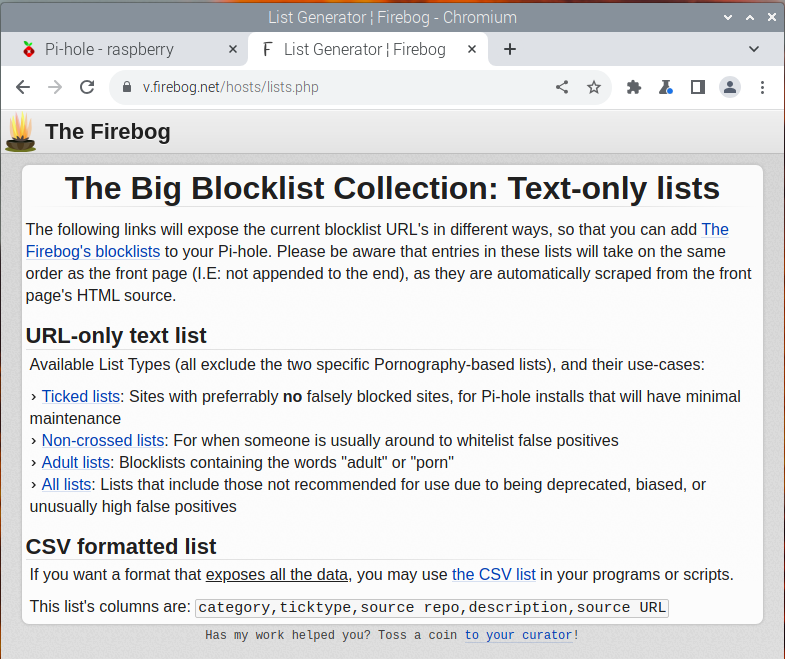 List Generator ¦ Firebog - Chromium
Pi-hole - raspberry
List Generator ¦ Firebog
v.firebog.net/hosts/lists.php
The Firebog
The Big Blocklist Collection: Text-only lists
The following links will expose the current blocklist URL's in different ways, so that you can add The
Firebog's blocklists to your Pi-hole. Please be aware that entries in these lists will take on the same
order as the front page (I.E: not appended to the end), as they are automatically scraped from the front
page's HTML source.
URL-only text list
Available List Types (all exclude the two specific Pornography-based lists), and their use-cases:
› Ticked lists: Sites with preferrably no falsely blocked sites, for Pi-hole installs that will have minimal
maintenance
› Non-crossed lists: For when someone is usually around to whitelist false positives
› Adult lists: Blocklists containing the words "adult" or "porn"
› All lists: Lists that include those not recommended for use due to being deprecated, biased, or
unusually high false positives
CSV formatted list
If you want a format that exposes all the data, you may use the CSV list in your programs or scripts.
This list's columns are: category,ticktype,source repo,description,source URL
Has my work helped you? Toss a coin to your curator!